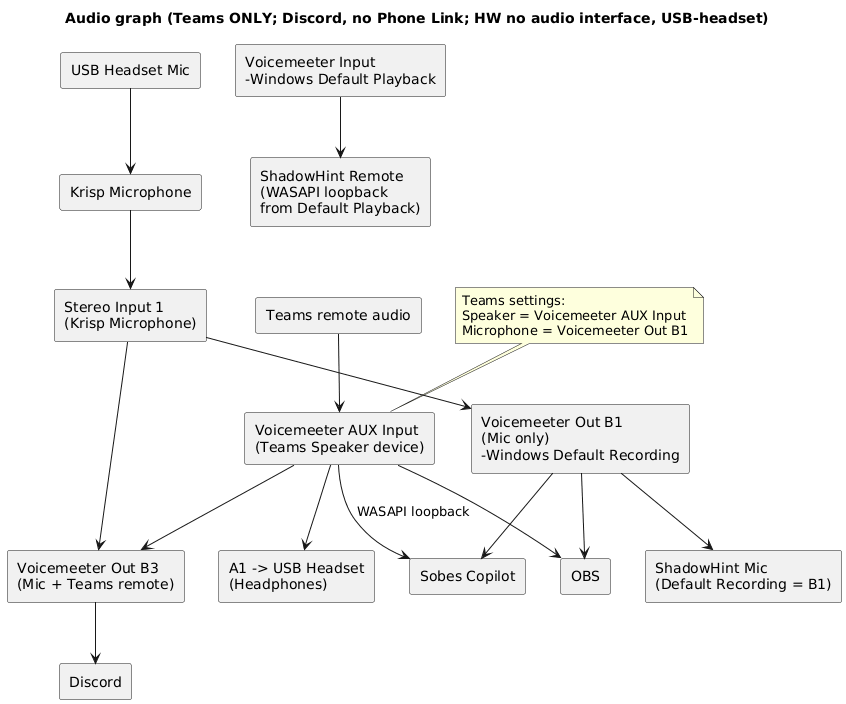 Audio graph (Teams ONLY; Discord, no Phone Link; HW no audio interface, USB-headset)
USB Headset Mic
Voicemeeter Input
-Windows Default Playback
Krisp Microphone
ShadowHint Remote
(WASAPI loopback
from Default Playback)
Stereo Input 1
(Krisp Microphone)
Teams remote audio
Teams settings:
Speaker = Voicemeeter AUX Input
Microphone = Voicemeeter Out B1
Voicemeeter AUX Input
(Teams Speaker device)
Voicemeeter Out B1
(Mic only)
-Windows Default Recording
WASAPI loopback
Voicemeeter Out B3
(Mic + Teams remote)
A1 -> USB Headset
(Headphones)
Sobes Copilot
OBS
ShadowHint Mic
(Default Recording = B1)
Discord